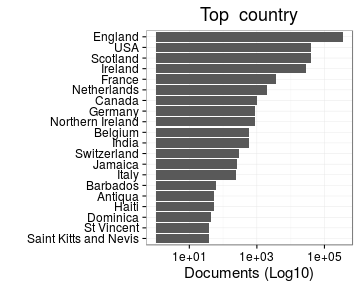 Top country
England
USA
Scotland
Ireland
France
Netherlands
Canada
Germany
Northern Ireland
Belgium
India
Switzerland
Jamaica
Italy
Barbados
Antiqua
Haiti
Dominica
St Vincent
Saint Kitts and Nevis
1e+01 1e+03 1e+05
Documents (Log10)